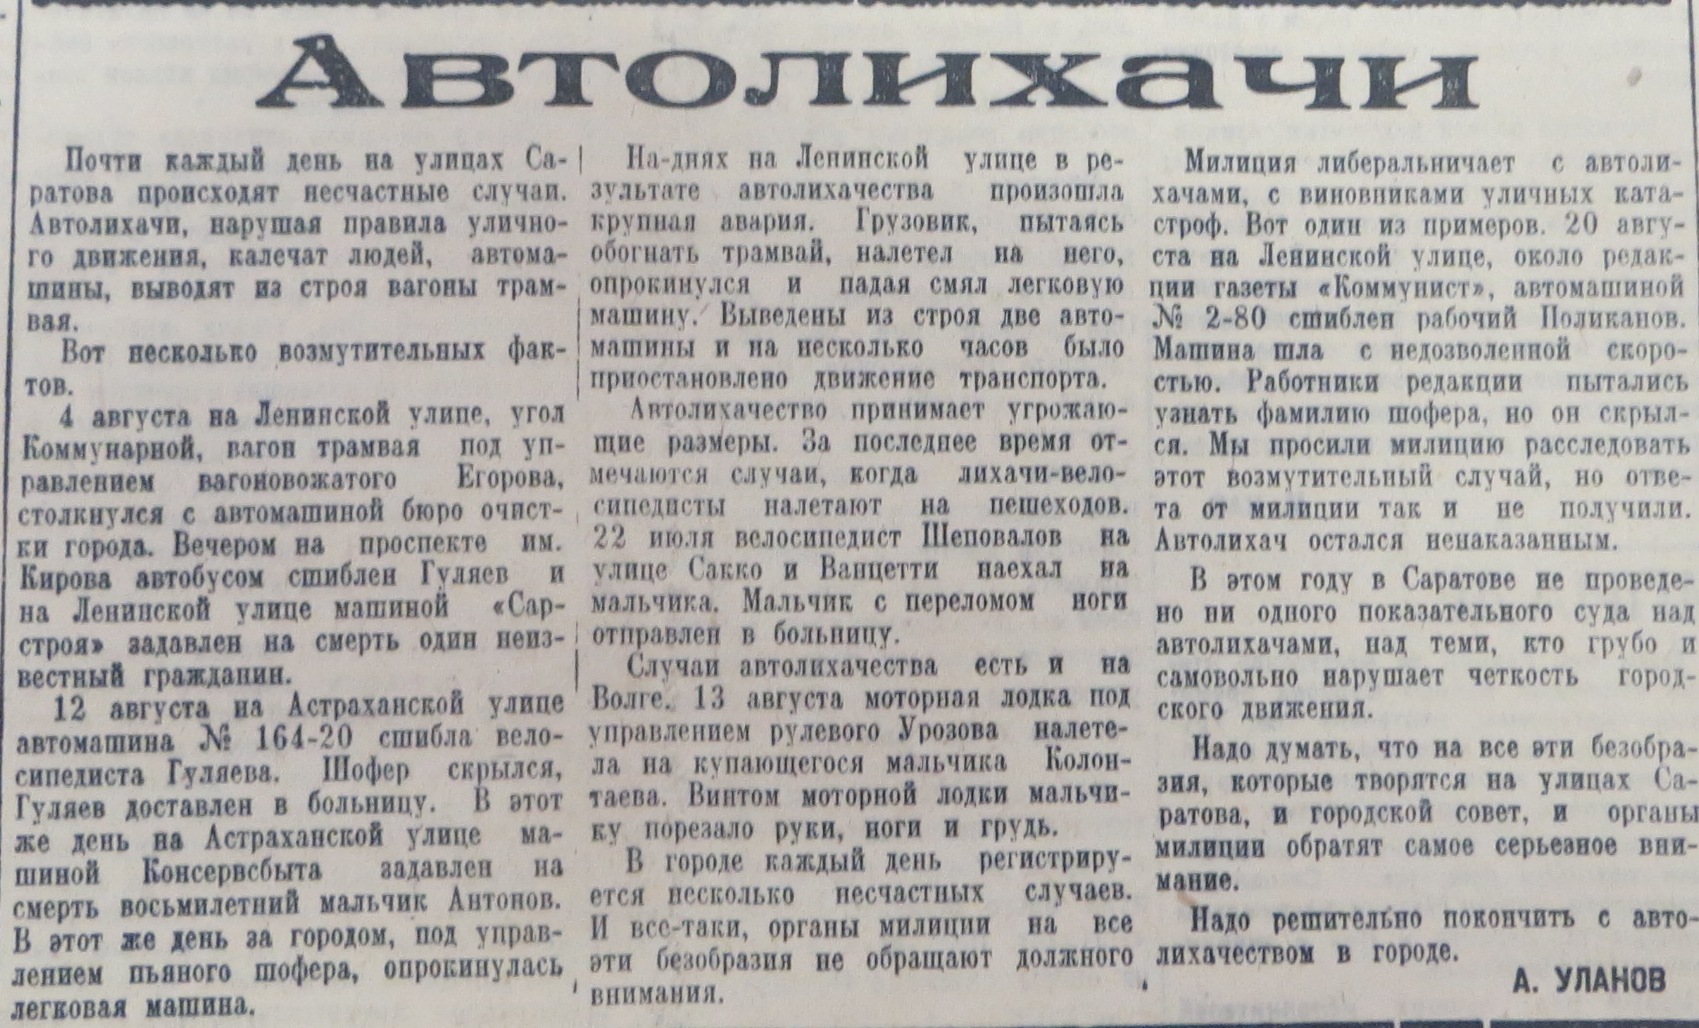 Автолихачи
Почти каждый день на улицах Са-
ратова происходят несчастные случаи.
Автолихачи, нарушая правила улично-
го движения, калечат людей, автома-
шины, выводят из строя вагоны трам-
вая.
Вот несколько возмутительных фак-
тов.
4 августа на Ленинской улице, угол
Коммунарной, вагон трамвая под уп-
равлением вагоновожатого Егорова,
столкнулся с автомашиной бюро очист-
ки города. Вечером на проспекте им.
Кирова автобусом сшиблен Гуляев и
на Ленинской улице машиной «Сар-
строя» задавлен на смерть один неиз-
вестный гражданин.
12 августа на Астраханской улице
автомашина № 164-20 сшибла вело-
сипедиста Гуляева. Шофер скрылся,
Гуляев доставлен в больницу. В этот
же день на Астраханской улице ма-
шиной Консервсбыта задавлен на
смерть восьмилетний мальчик Антонов.
В этот же день за городом, под управ-
лением пьяного шофера, опрокинулась
легковая машина.
На-днях на Ленинской улице в ре-
зультате автолихачества произошла
крупная авария. Грузовик, пытаясь
обогнать трамвай, налетел на него,
опрокинулся и падая смял легковую
машину. Выведены из строя две авто-
машины и на несколько часов было
приостановлено движение транспорта.
Автолихачество принимает угрожаю-
щие размеры. За последнее время от-
мечаются случаи, когда лихачи-вело-
сипедисты налетают на пешеходов.
22 июля велосипедист Шеповалов на
улице Сакко и Ванцетти наехал на
мальчика. Мальчик с переломом ноги
отправлен в больницу.
Случаи автолихачества есть и на
Волге. 13 августа моторная лодка под
управлением рулевого Урозова налете-
ла на купающегося мальчика Колон-
таева. Винтом моторной лодки мальчи-
ку порезало руки, ноги и грудь.
В городе каждый день регистриру-
ется несколько несчастных случаев.
И все-таки, органы милиции на все
эти безобразия не обращают должного
внимания.
Милиция либеральничает с автоли-
хачами, с виновниками уличных ката-
строф. Вот один из примеров. 20 авгу-
ста на Ленинской улице, около редак-
ции газеты «Коммунист», автомашиной
№ 2-80 сшиблен рабочий Поликанов.
Машина шла с недозволенной скоро-
стью. Работники редакции пытались
узнать фамилию шофера, но он скрыл-
ся. Мы просили милицию расследовать
этот возмутительный случай, но отве-
та от милиции так и не получили.
Автолихач остался ненаказанным.
В этом году в Саратове не проведе-
но ни одного показательного суда над
автолихачами, над теми, кто грубо и
самовольно нарушает четкость город-
ского движения.
Надо думать, что на все эти безобра-
зия, которые творятся на улицах Са-
ратова, и городской совет, и органы
милиции обратят самое серьезное вни-
мание.
Надо решительно покончить с авто-
лихачеством в городе.
А. УЛАНОВ